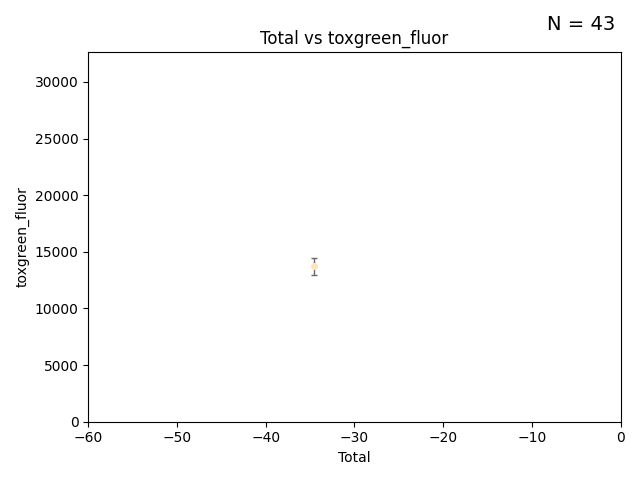 N = 43
Total vs toxgreen_fluor
30000
25000
20000
15000
10000
5000
0
toxgreen_fluor
−60 −50 −40 −30 −20 −10 0
Total